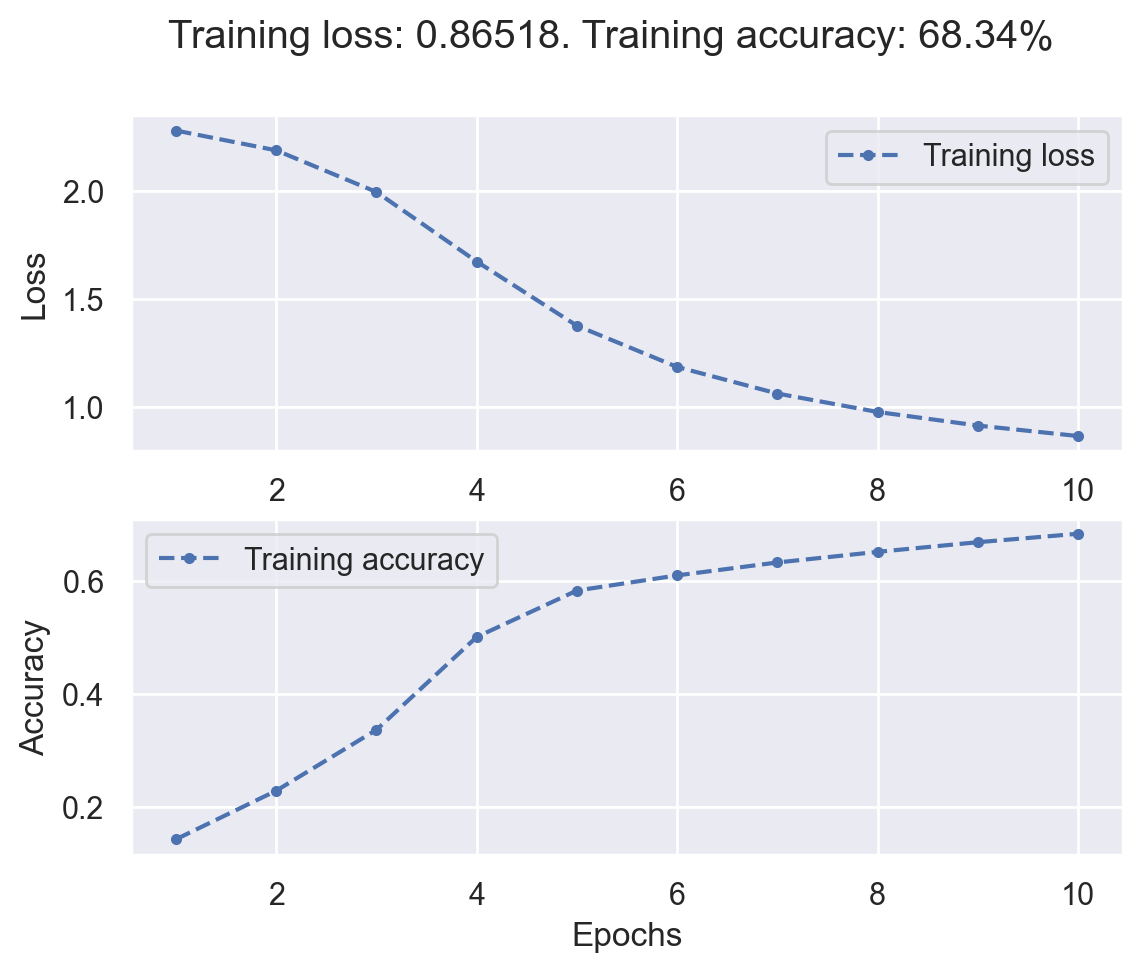 Training loss: 0.86518. Training accuracy: 68.34%
Training loss
2.0
1.5
1.0
Loss
2 4 6 8 10
Training accuracy
0.6
0.4
0.2
Accuracy
2 4 6 8 10
Epochs